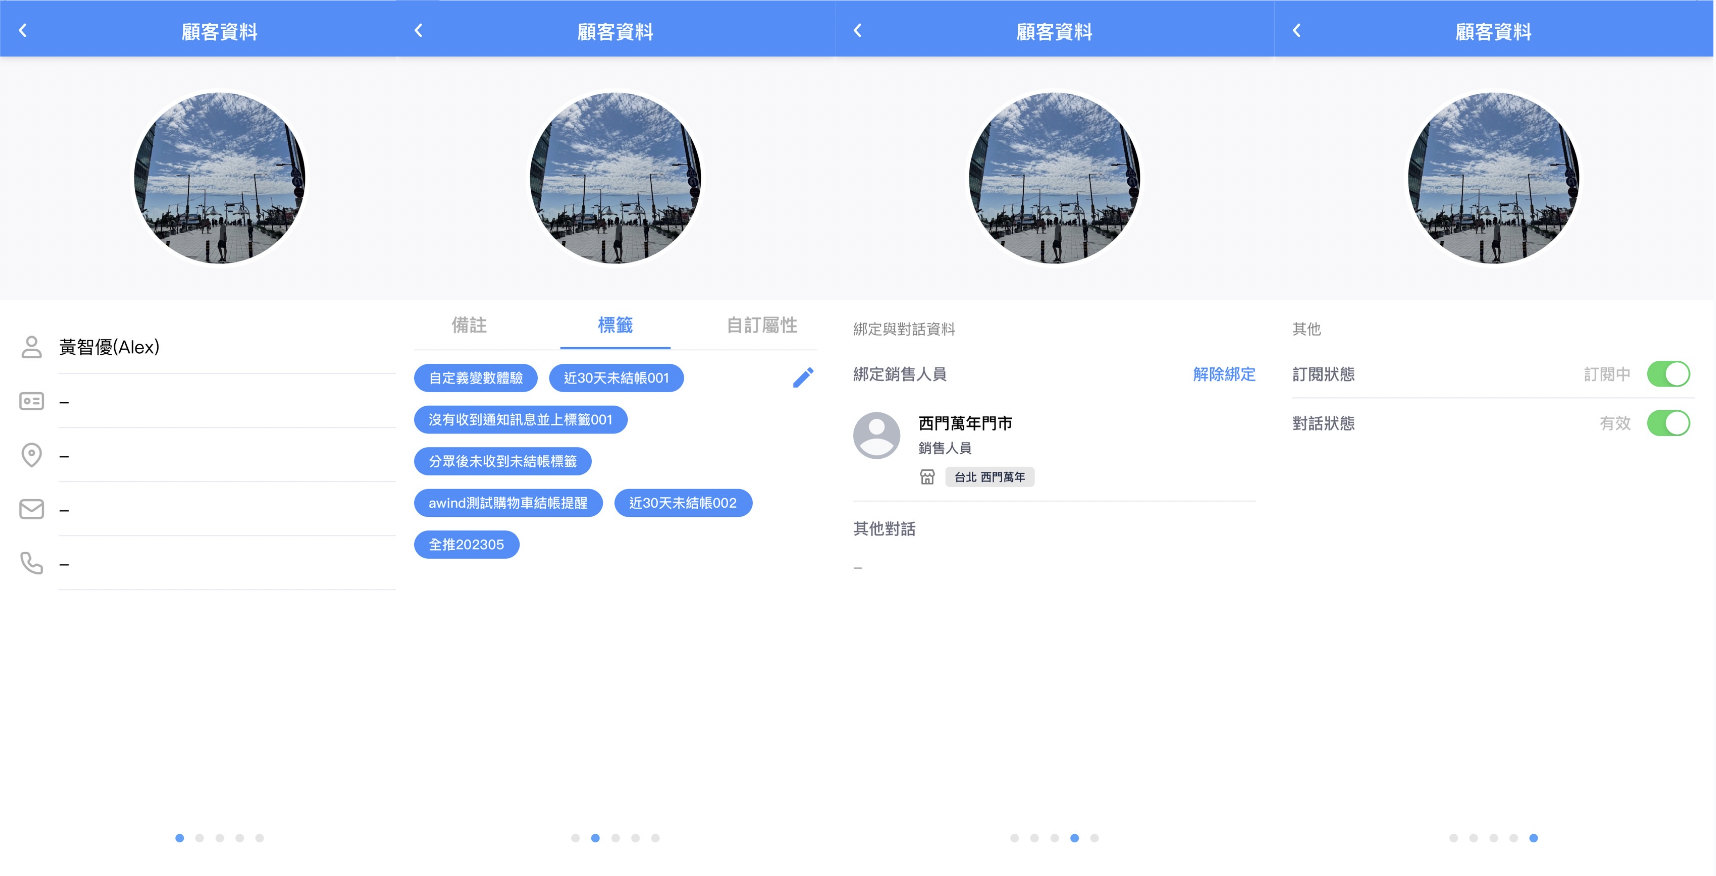 顧客資料
黃智優(Alex)
–
–
–
–
顧客資料
備註 標籤 自訂屬性
自定義變數體驗 近30天未結帳001
沒有收到通知訊息並上標籤001
分眾後未收到未結帳標籤
awind測試購物車結帳提醒 近30天未結帳002
全推202305
顧客資料
綁定與對話資料
綁定銷售人員 解除綁定
西門萬年門市
銷售人員
台北 西門萬年
其他對話
–
顧客資料
其他
訂閱狀態 訂閱中
對話狀態 有效